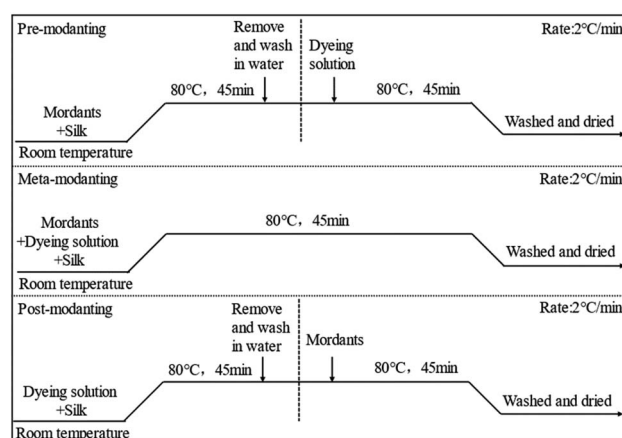 Pre-modanting
Remove
and wash
in water
Dyeing
solution
Rate:2°C/min
80°C, 45min
80°C, 45min
Mordants
+Silk
Washed and dried
Room temperature
Meta-modanting
Rate:2°C/min
80°C, 45min
Mordants
+Dyeing solution
+Silk
Washed and dried
Room temperature
Post-modanting
Remove
and wash
in water
Mordants
Rate:2°C/min
80°C, 45min
80°C, 45min
Dyeing solution
+Silk
Washed and dried
Room temperature